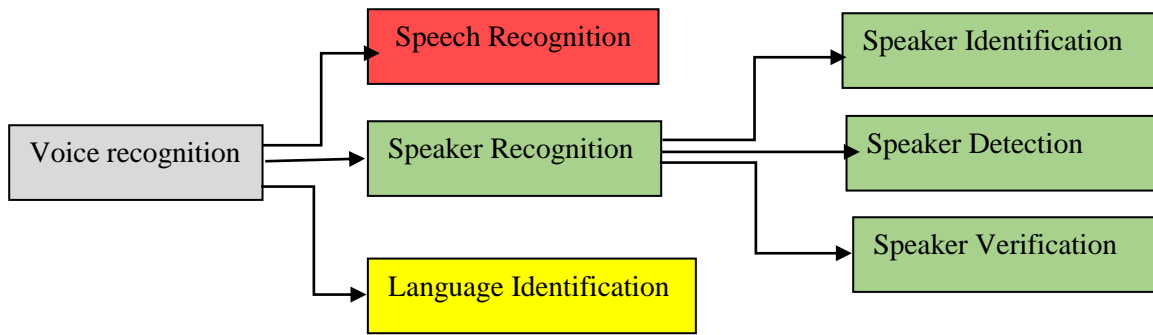 Speech Recognition
Speaker Identification
Voice recognition
Speaker Recognition
Speaker Detection
Speaker Verification
Language Identification